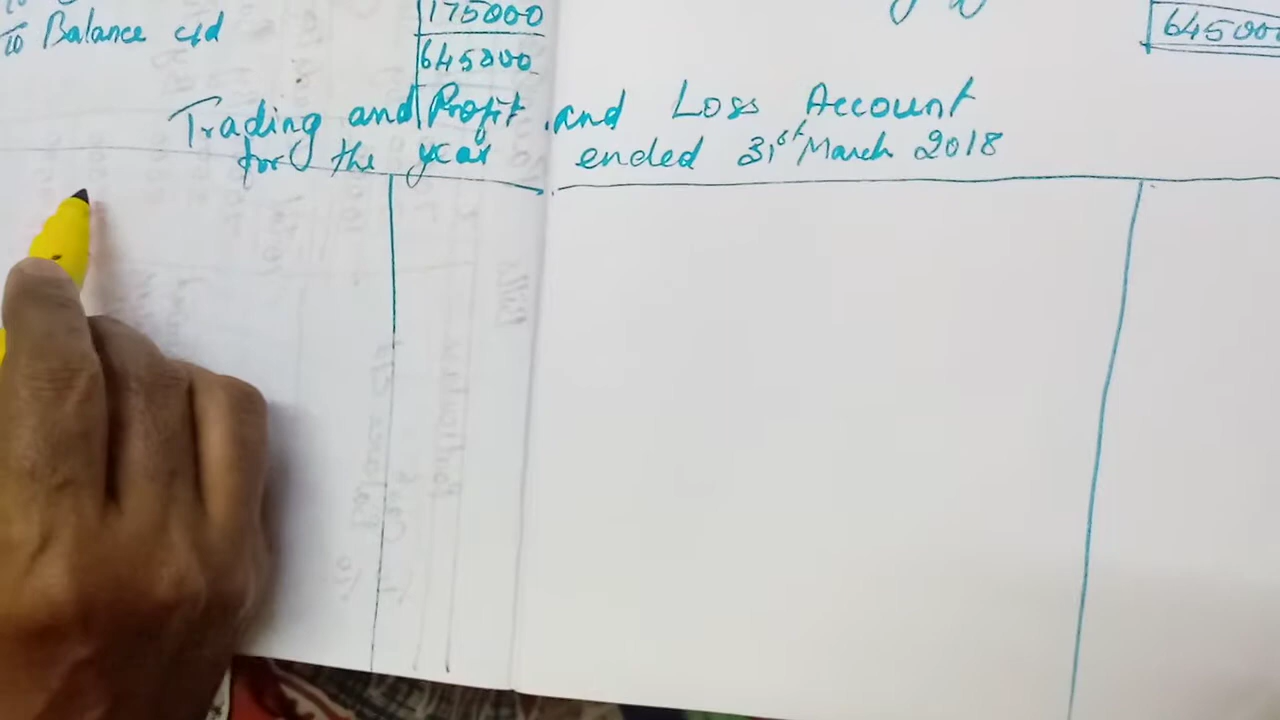 175000
To Balance c/d
645000
645000
Trading and Profit and Loss Account
for the year ended 31st March 2018